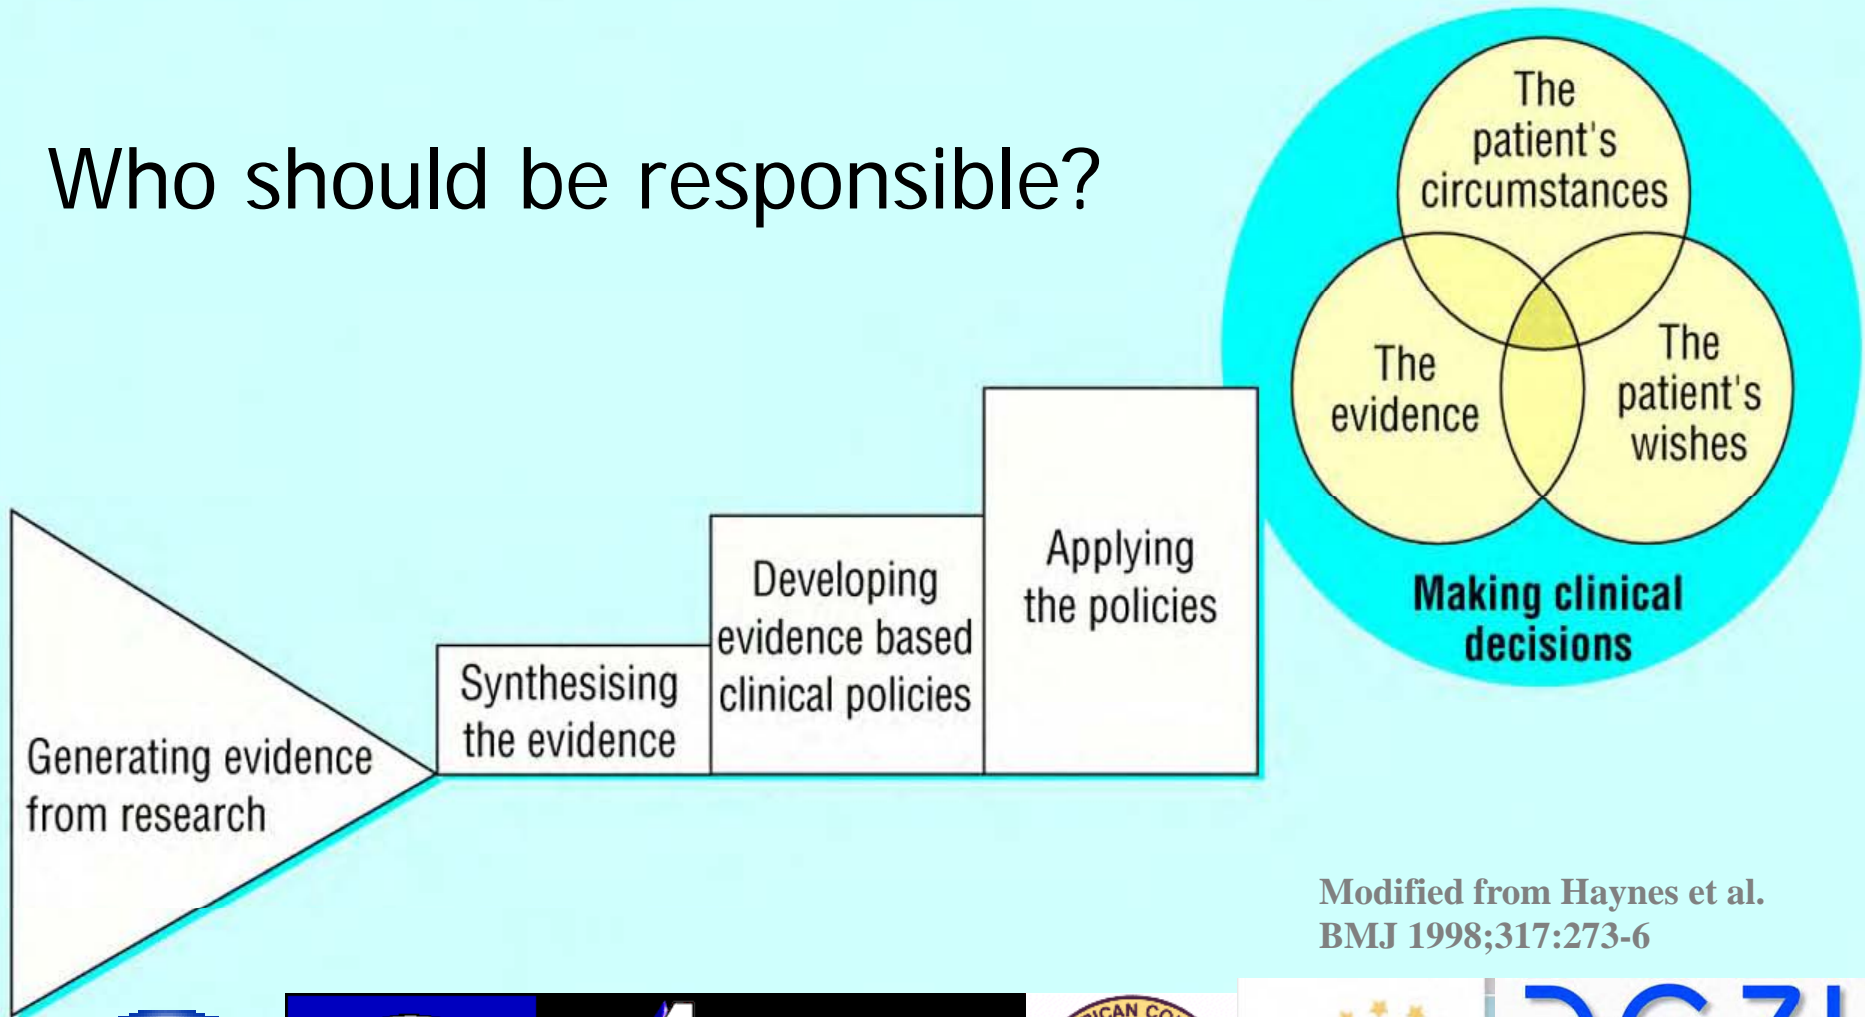 Who should be responsible?
The
patient's
circumstances
The
evidence
The
patient's
wishes
Making clinical
decisions
Applying
the policies
Developing
evidence based
clinical policies
Synthesising
the evidence
Generating evidence
from research
Modified from Haynes et al.
BMJ 1998;317:273-6